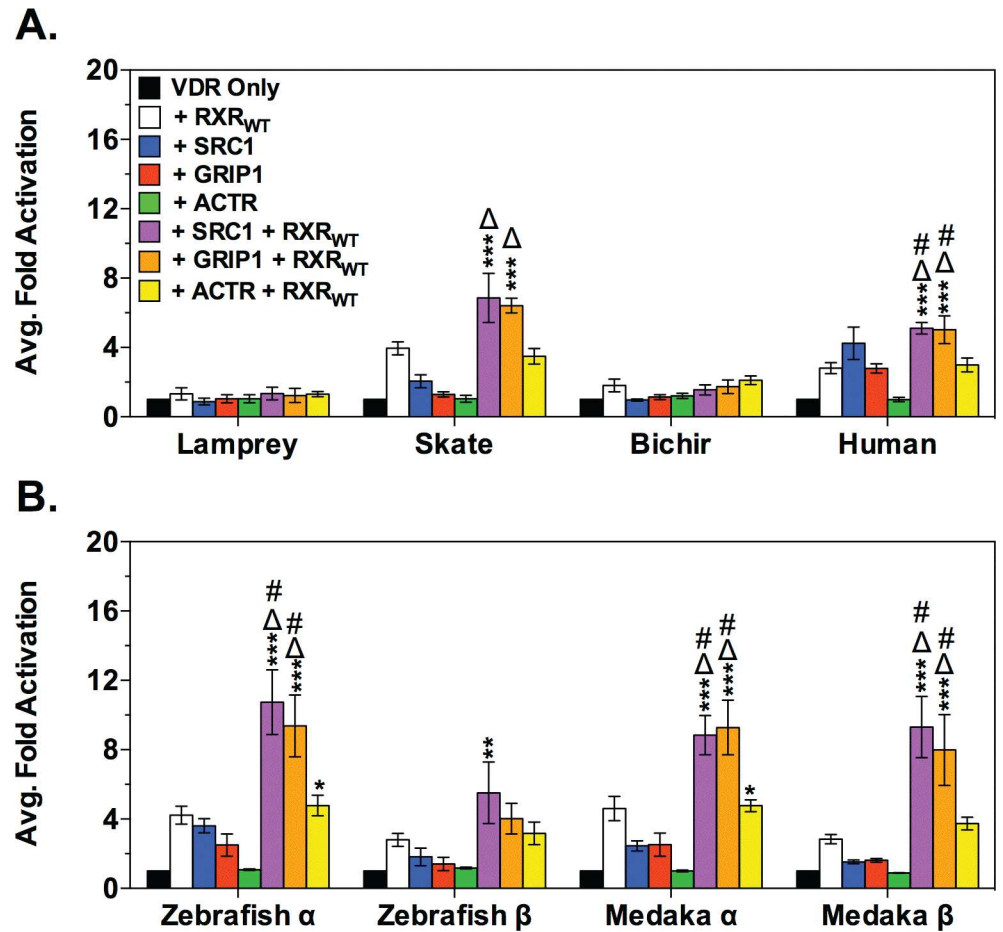 A.
Avg. Fold Activation
20
16
12
8
4
0
VDR Only
+ RXRWT
+ SRC1
+ GRIP1
+ ACTR
+ SRC1 + RXRWT
+ GRIP1 + RXRWT
+ ACTR + RXRWT
Δ Δ # #
*** *** Δ Δ
*** ***
Lamprey Skate Bichir Human
B.
Avg. Fold Activation
20
16
12
8
4
0
# # # # # #
Δ Δ Δ Δ Δ Δ
*** *** * ** *** *** * *** ***
Zebrafish α Zebrafish β Medaka α Medaka β